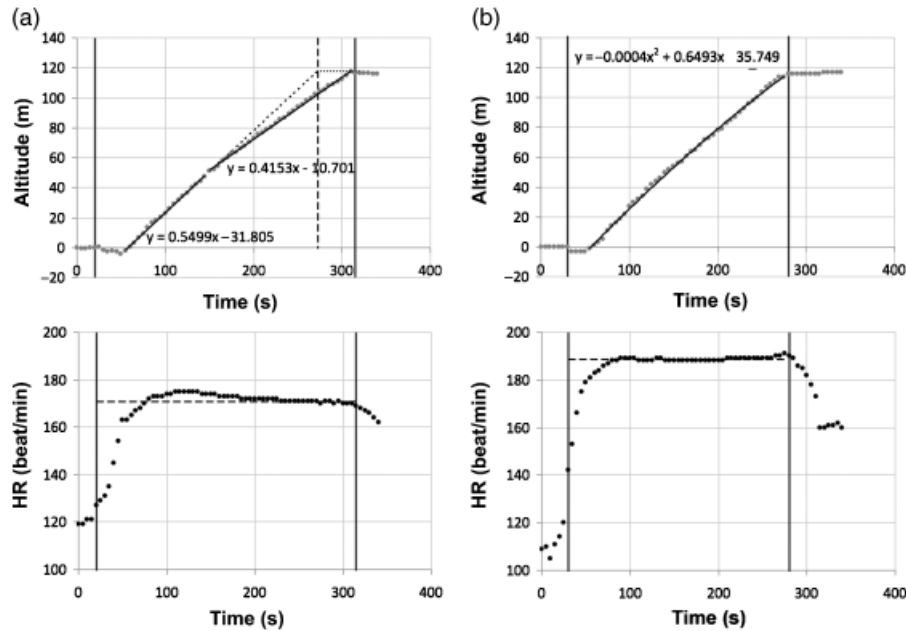 (a)
140
120
100
80
60
40
20
0
−20
Altitude (m)
y = 0.4153x – 10.701
y = 0.5499x – 31.805
0 100 200 300 400
Time (s)
(b)
140
120
100
80
60
40
20
0
−20
Altitude (m)
y = −0.0004x² + 0.6493x _ 35.749
0 100 200 300 400
Time (s)
200
180
160
140
120
100
HR (beat/min)
0 100 200 300 400
Time (s)
200
180
160
140
120
100
HR (beat/min)
0 100 200 300 400
Time (s)